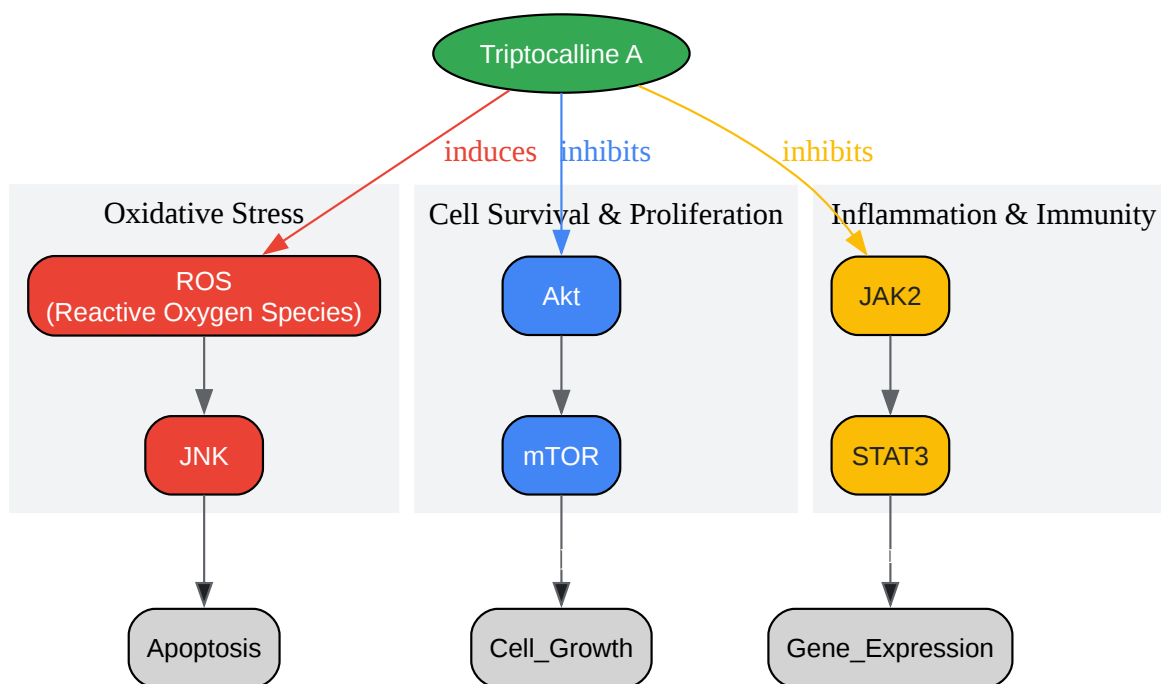 Triptocalline A
induces
inhibits
inhibits
Oxidative Stress
Cell Survival & Proliferation
Inflammation & Immunity
ROS
(Reactive Oxygen Species)
Akt
JAK2
JNK
mTOR
STAT3
Apoptosis
Cell_Growth
Gene_Expression